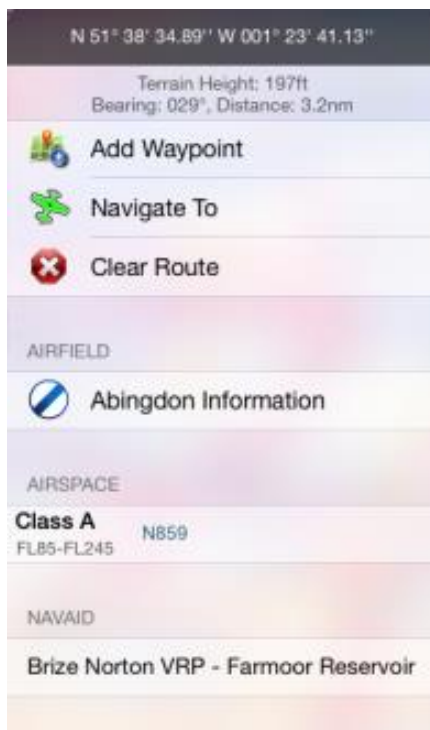 N 51° 38' 34.89'' W 001° 23' 41.13''
Terrain Height: 197ft
Bearing: 029°, Distance: 3.2nm
Add Waypoint
Navigate To
Clear Route
AIRFIELD
Abingdon Information
AIRSPACE
Class A
N859
FL85-FL245
NAVAID
Brize Norton VRP - Farmoor Reservoir